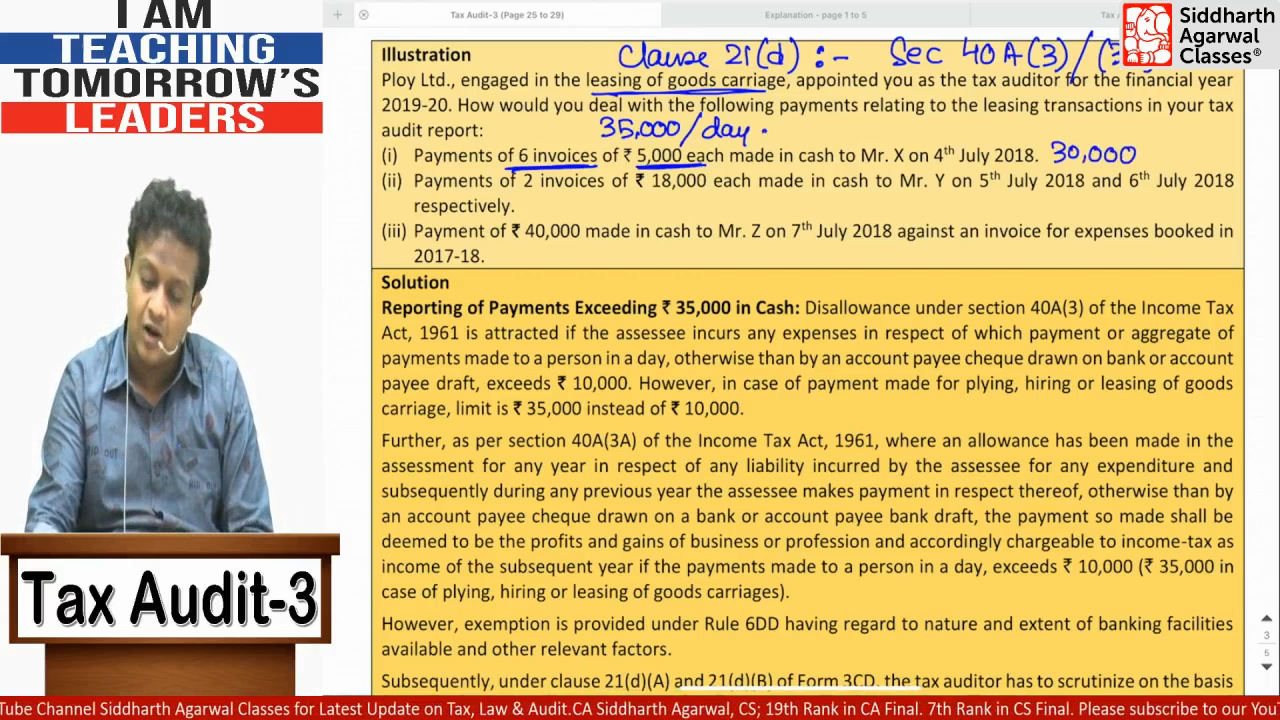 I AM
TEACHING
TOMORROW'S
LEADERS
Tax Audit-3 (Page 25 to 29)
Explanation - page 1 to 5
Siddharth
Agarwal
Classes®
Illustration
Clause 21(d) :- Sec 40A(3)/
Ploy Ltd., engaged in the leasing of goods carriage, appointed you as the tax auditor for the financial year
2019-20. How would you deal with the following payments relating to the leasing transactions in your tax
audit report:
35,000/day.
(i) Payments of 6 invoices of ₹ 5,000 each made in cash to Mr. X on 4th July 2018. 30,000
(ii) Payments of 2 invoices of ₹ 18,000 each made in cash to Mr. Y on 5th July 2018 and 6th July 2018
respectively.
(iii) Payment of ₹ 40,000 made in cash to Mr. Z on 7th July 2018 against an invoice for expenses booked in
2017-18.
Solution
Reporting of Payments Exceeding ₹ 35,000 in Cash: Disallowance under section 40A(3) of the Income Tax
Act, 1961 is attracted if the assessee incurs any expenses in respect of which payment or aggregate of
payments made to a person in a day, otherwise than by an account payee cheque drawn on bank or account
payee draft, exceeds ₹ 10,000. However, in case of payment made for plying, hiring or leasing of goods
carriage, limit is ₹ 35,000 instead of ₹ 10,000.
Further, as per section 40A(3A) of the Income Tax Act, 1961, where an allowance has been made in the
assessment for any year in respect of any liability incurred by the assessee for any expenditure and
subsequently during any previous year the assessee makes payment in respect thereof, otherwise than by
an account payee cheque drawn on a bank or account payee bank draft, the payment so made shall be
deemed to be the profits and gains of business or profession and accordingly chargeable to income-tax as
income of the subsequent year if the payments made to a person in a day, exceeds ₹ 10,000 (₹ 35,000 in
case of plying, hiring or leasing of goods carriages).
However, exemption is provided under Rule 6DD having regard to nature and extent of banking facilities
available and other relevant factors.
Subsequently, under clause 21(d)(A) and 21(d)(B) of Form 3CD, the tax auditor has to scrutinize on the basis
3
5
Tax Audit-3
Tube Channel Siddharth Agarwal Classes for Latest Update on Tax, Law & Audit.CA Siddharth Agarwal, CS; 19th Rank in CA Final. 7th Rank in CS Final. Please subscribe to our You